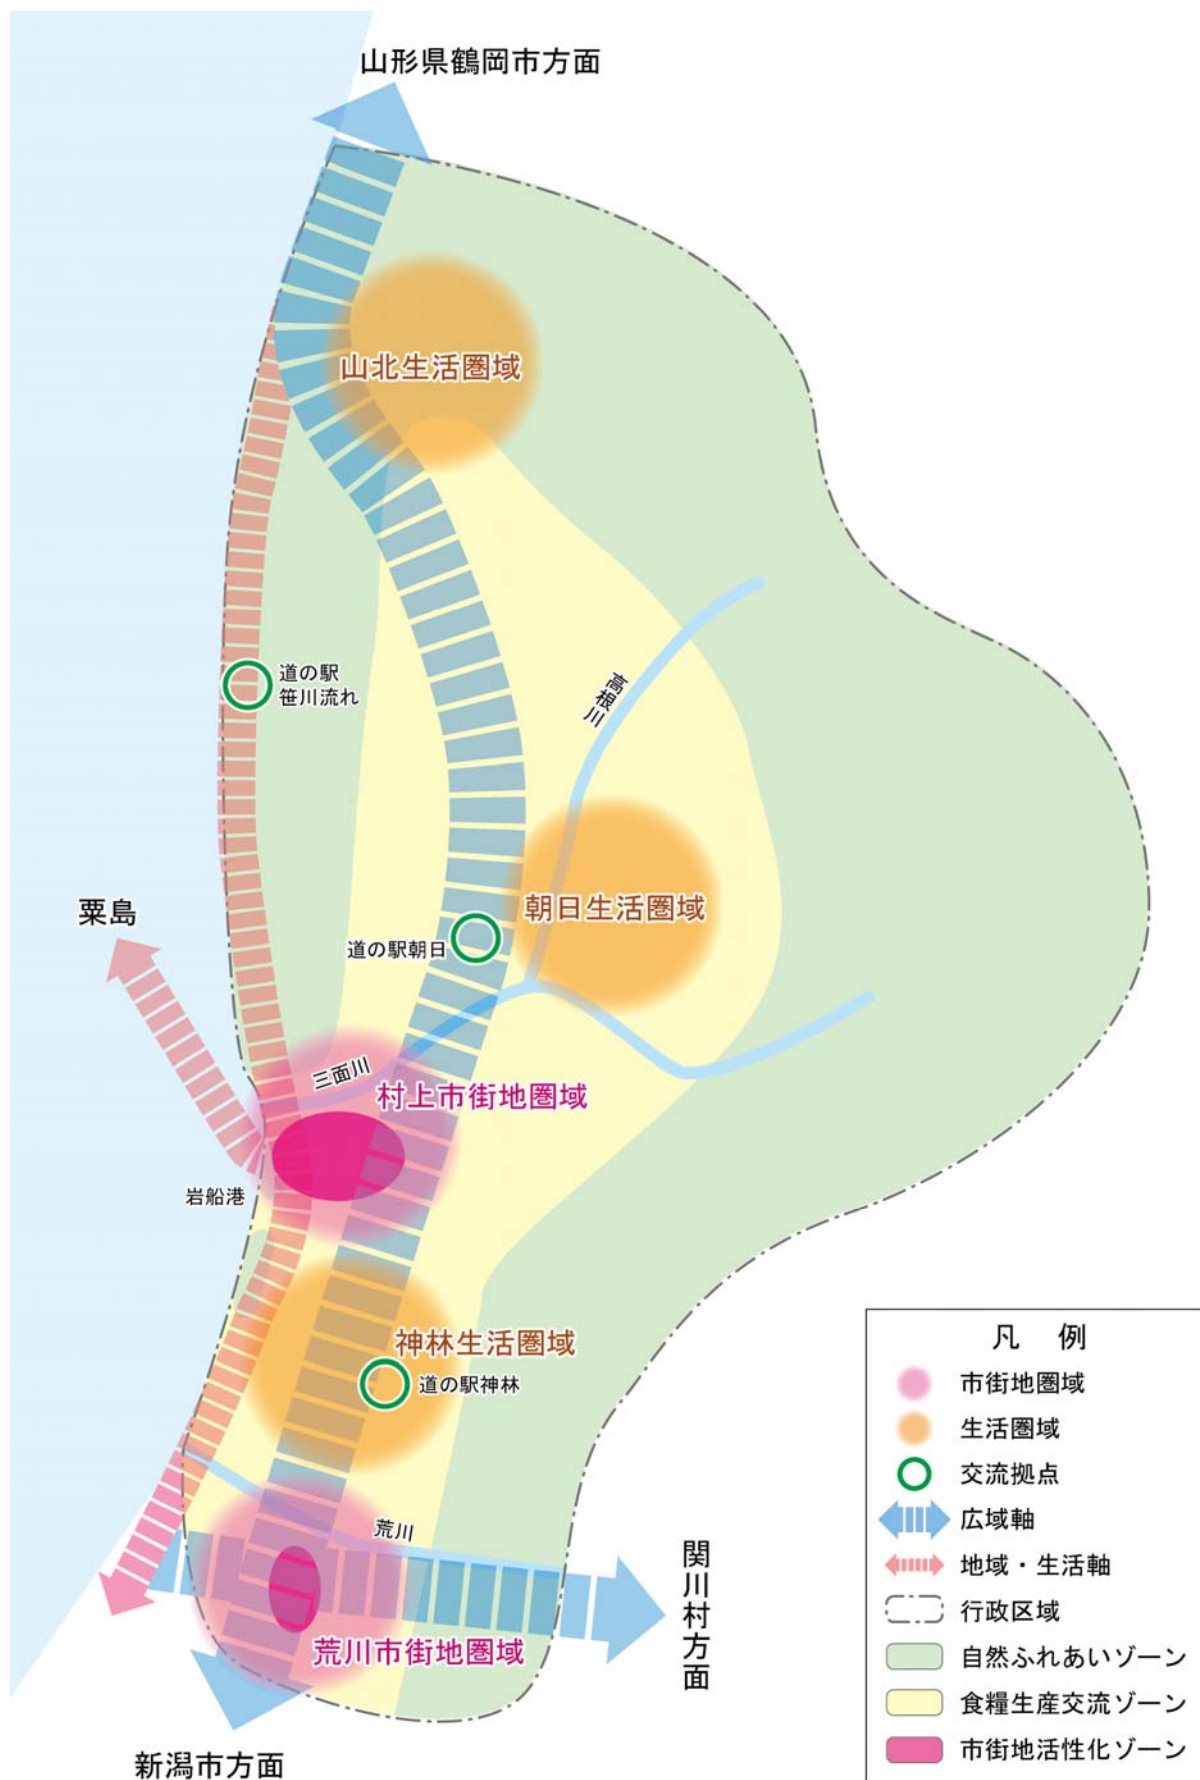 山形県鶴岡市方面
山北生活圏域
道の駅
笹川流れ
高根川
粟島
朝日生活圏域
道の駅朝日
三面川
村上市街地圏域
岩船港
神林生活圏域
道の駅神林
荒川
関川村方面
荒川市街地圏域
新潟市方面
凡 例
市街地圏域
生活圏域
交流拠点
広域軸
地域・生活軸
行政区域
自然ふれあいゾーン
食糧生産交流ゾーン
市街地活性化ゾーン